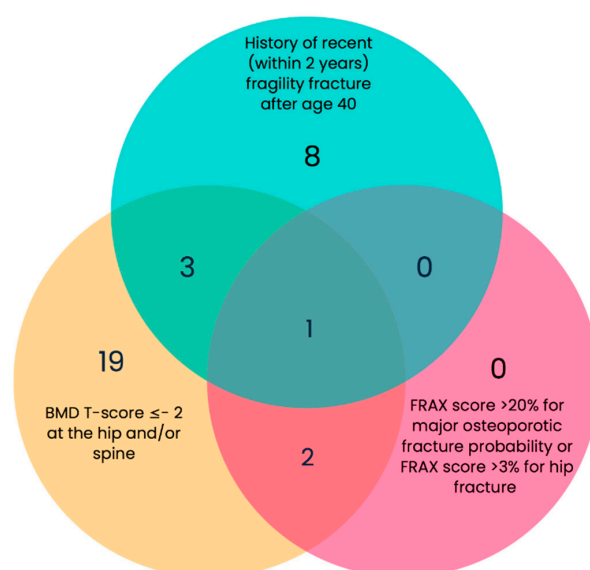 History of recent
(within 2 years)
fragility fracture
after age 40
8
3
0
1
19
0
BMD T-score ≤- 2
at the hip and/or
spine
FRAX score >20% for
major osteoporotic
fracture probability or
FRAX score >3% for hip
fracture
2